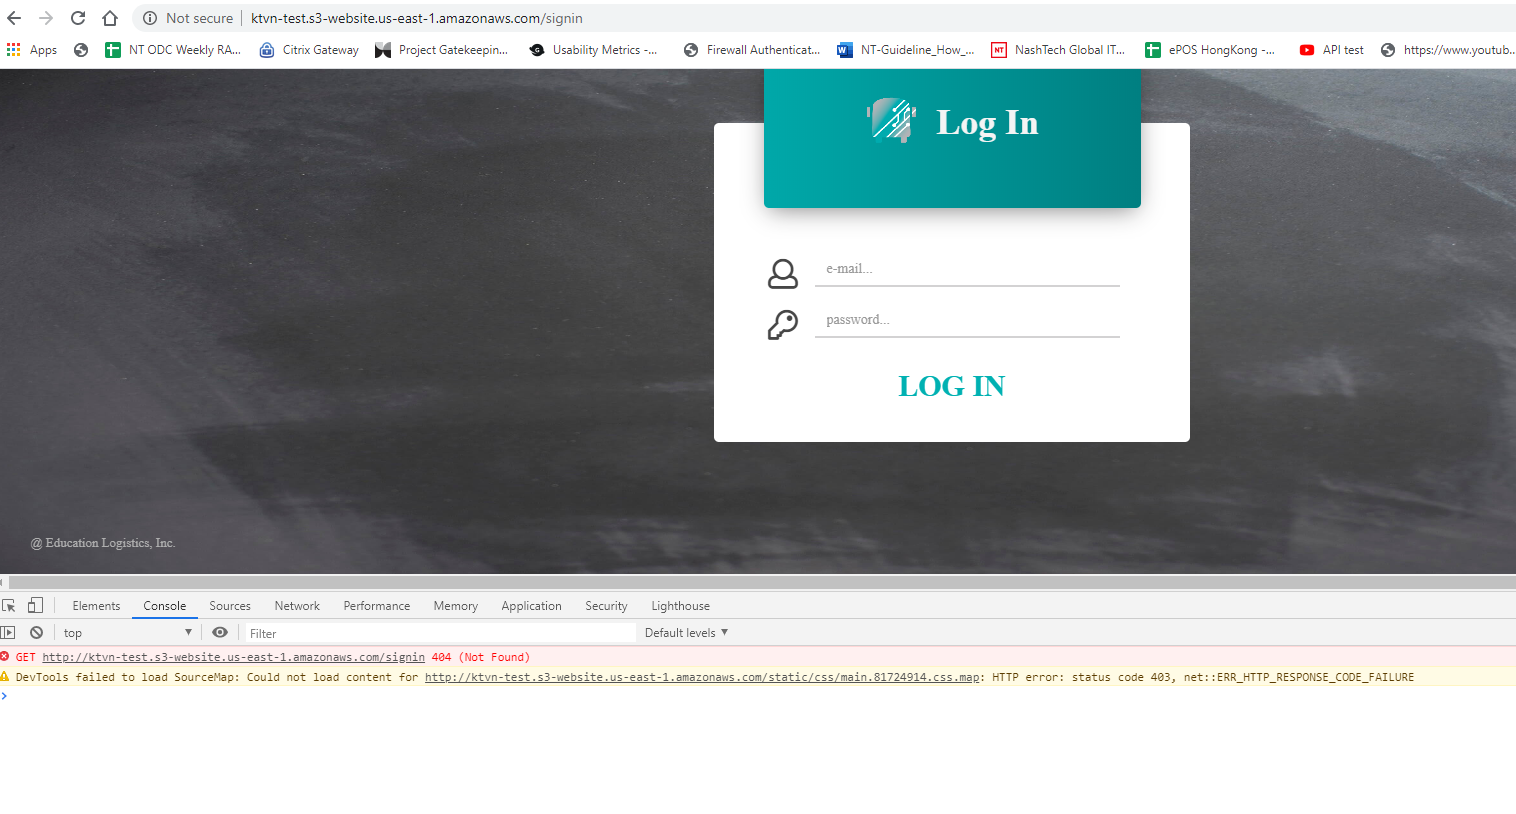 Not secure ktvn-test.s3-website.us-east-1.amazonaws.com/signin
Apps NT ODC Weekly RA... Citrix Gateway Project Gatekeepin... Usability Metrics -... Firewall Authenticat... NT-Guideline_How_... NashTech Global IT... ePOS HongKong -... API test https://www.youtub...
Log In
e-mail...
password...
LOG IN
@ Education Logistics, Inc.
Elements Console Sources Network Performance Memory Application Security Lighthouse
top Filter Default levels
GET http://ktvn-test.s3-website.us-east-1.amazonaws.com/signin 404 (Not Found)
DevTools failed to load SourceMap: Could not load content for http://ktvn-test.s3-website.us-east-1.amazonaws.com/static/css/main.81724914.css.map: HTTP error: status code 403, net::ERR_HTTP_RESPONSE_CODE_FAILURE